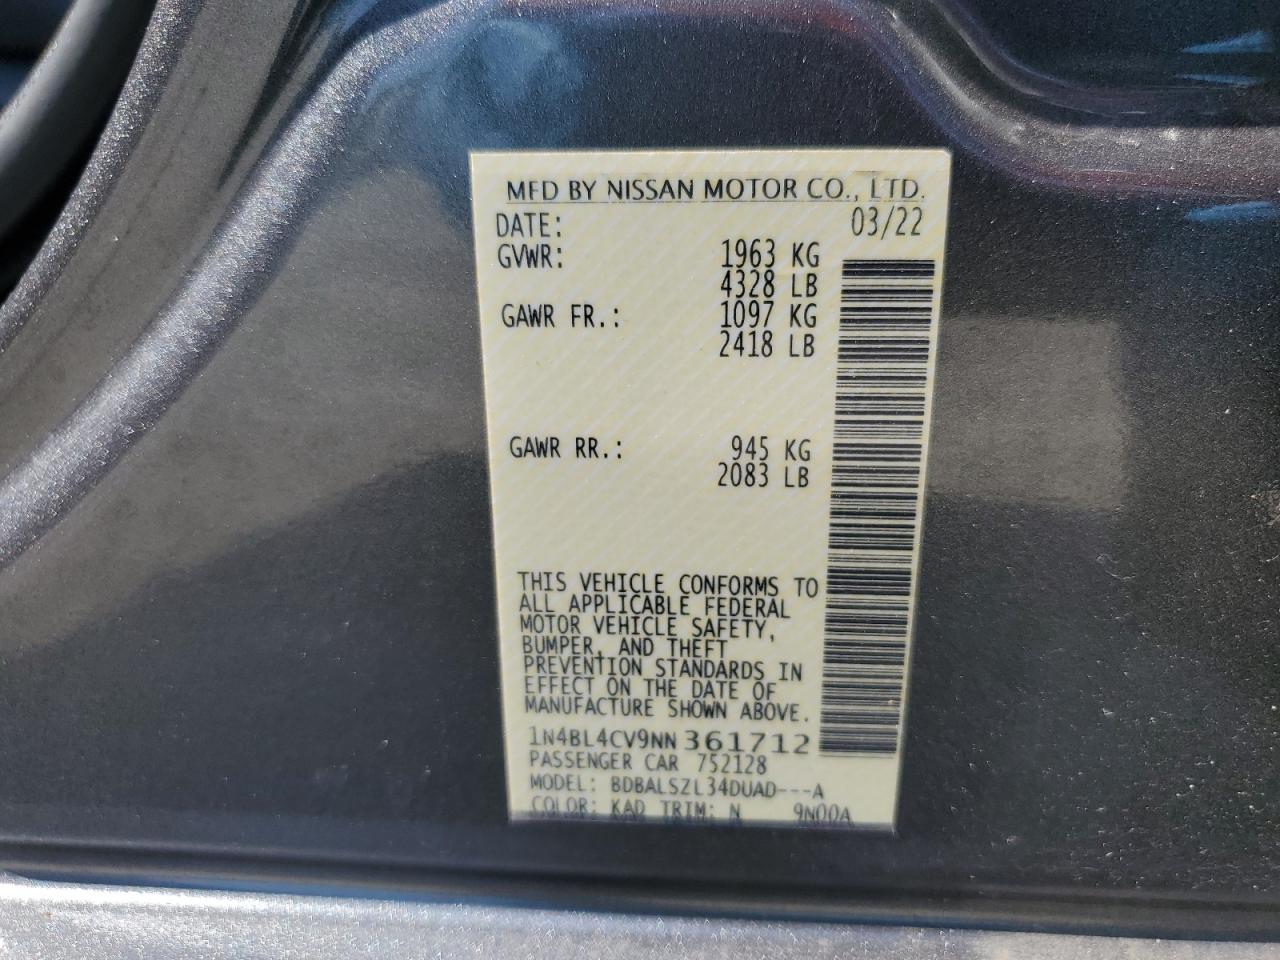 MFD BY NISSAN MOTOR CO., LTD.
DATE: 03/22
GVWR: 1963 KG
4328 LB
GAWR FR.: 1097 KG
2418 LB
GAWR RR.: 945 KG
2083 LB
THIS VEHICLE CONFORMS TO
ALL APPLICABLE FEDERAL
MOTOR VEHICLE SAFETY,
BUMPER, AND THEFT
PREVENTION STANDARDS IN
EFFECT ON THE DATE OF
MANUFACTURE SHOWN ABOVE.
1N4BL4CV9NN361712
PASSENGER CAR 752128
MODEL: BDBALSZL34DUAD---A
COLOR: KAD TRIM: N 9N00A